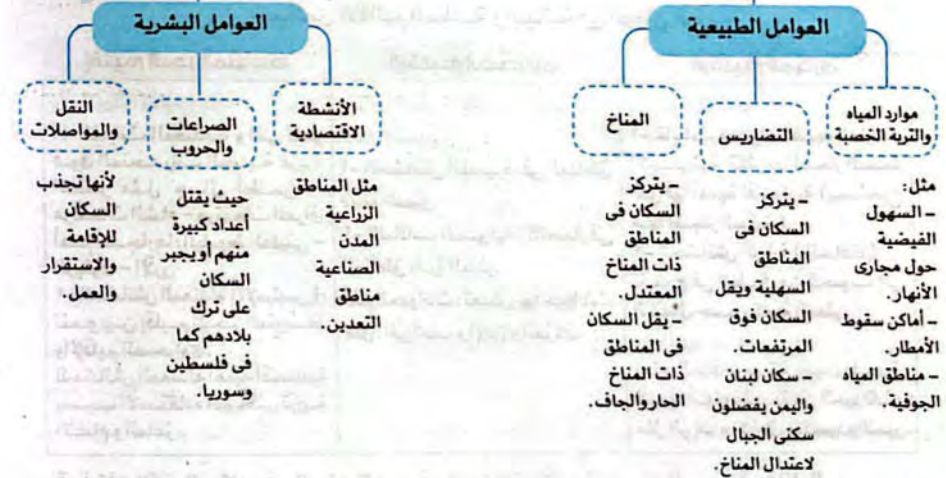 العوامل الطبيعية
موارد المياه
والتربة الخصبة
مثل:
- السهول
الفيضية
حول مجارى
الأنهار.
- أماكن سقوط
الأمطار.
- مناطق المياه
الجوفية.
التضاريس
- يتركز
السكان فى
المناطق
السهلية ويقل
السكان فوق
المرتفعات.
- سكان لبنان
واليمن يفضلون
سكنى الجبال
لاعتدال المناخ.
المناخ
- يتركز
السكان فى
المناطق
ذات المناخ
المعتدل.
- يقل السكان
فى المناطق
ذات المناخ
الحار والجاف.
العوامل البشرية
الأنشطة
الاقتصادية
مثل المناطق
الزراعية
المدن
الصناعية
مناطق
التعدين.
الصراعات
والحروب
حيث يقتل
أعداد كبيرة
منهم أو يجبر
السكان
على ترك
بلادهم كما
فى فلسطين
وسوريا.
النقل
والمواصلات
لأنها تجذب
السكان
للإقامة
والاستقرار
والعمل.